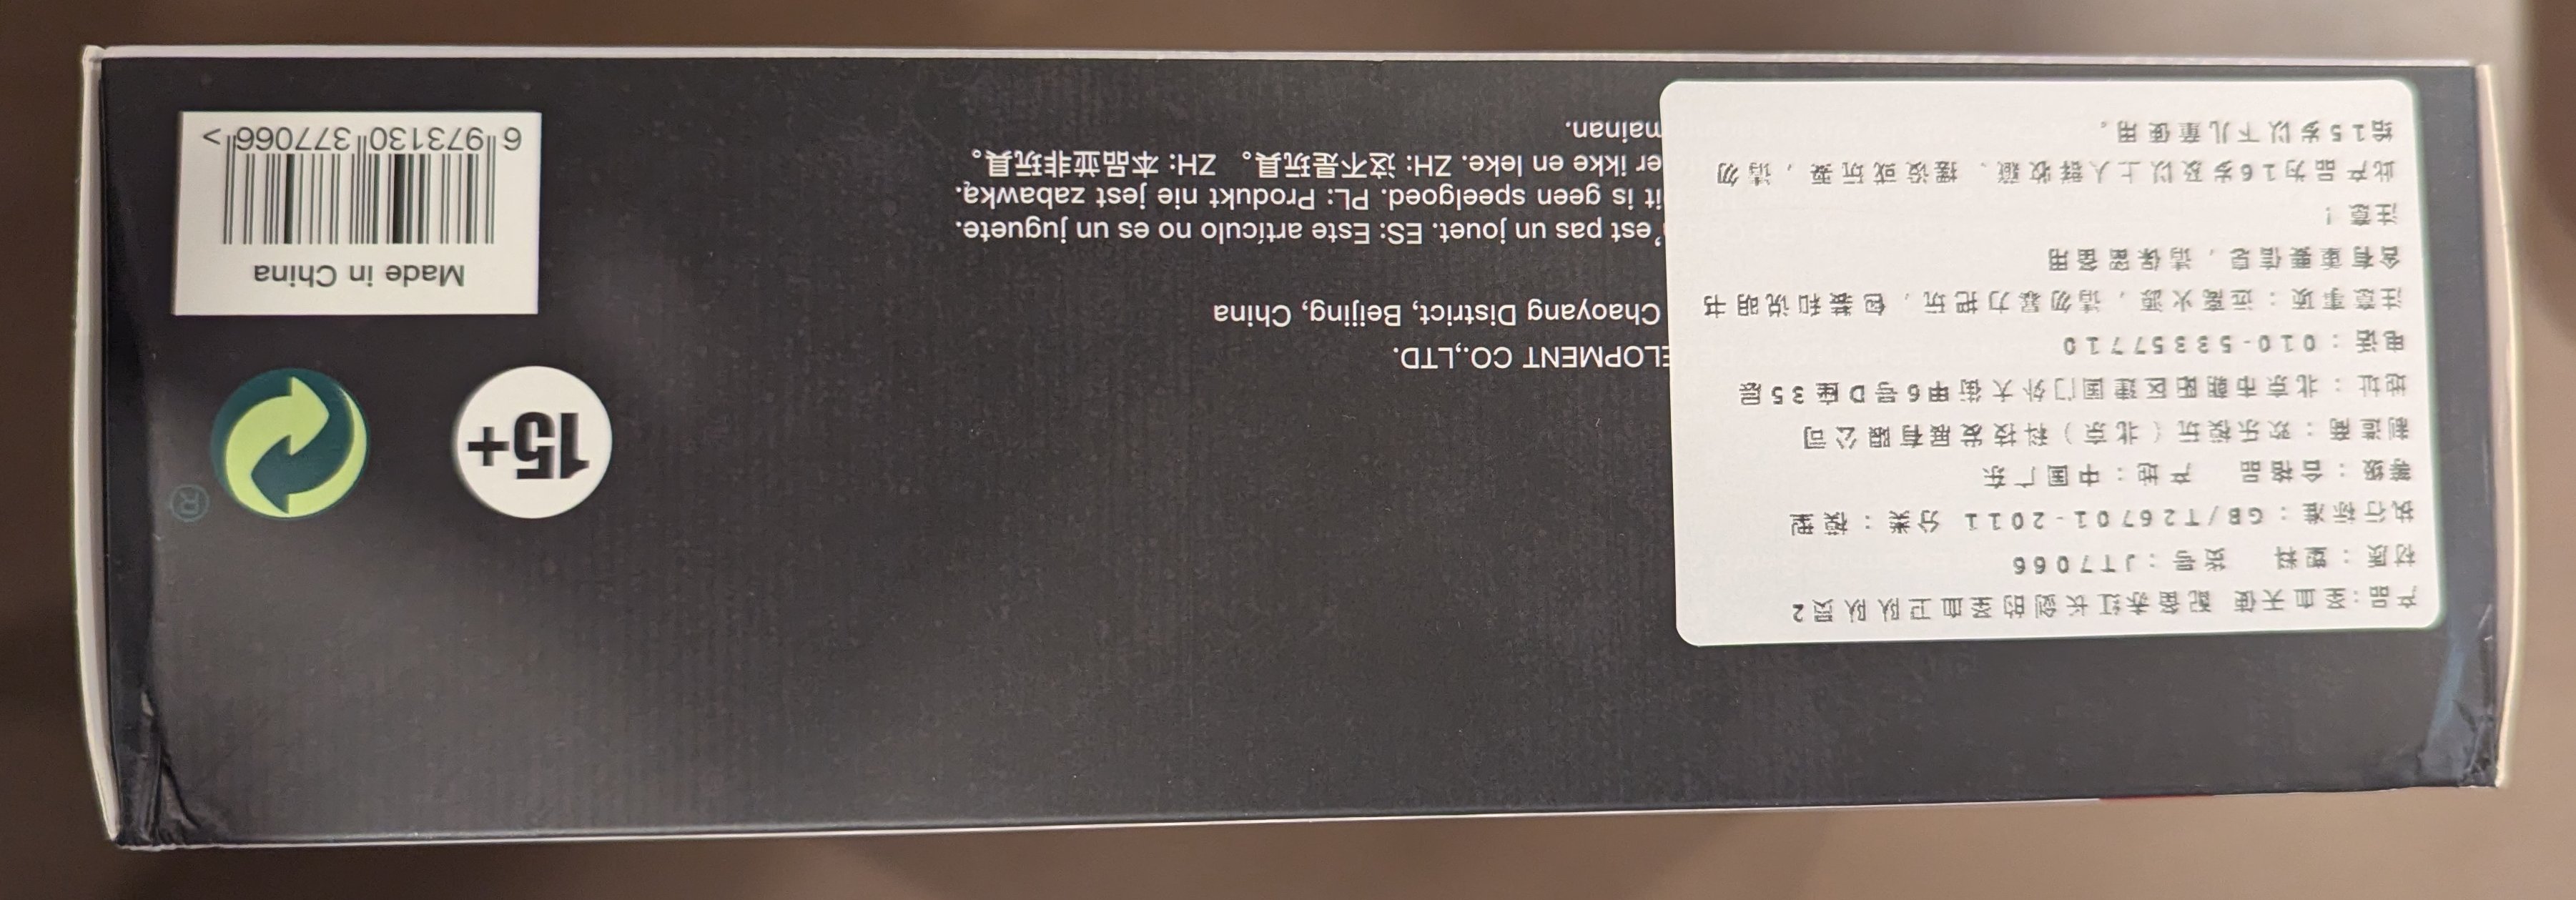 产品:圣血天使 配备赤红长剑的圣血卫队队员2
材质：塑料 货号：JT7066
执行标准：GB/T26701-2011 分类：模型
等级：合格品 产地：中国广东
制造商：欢乐模玩（北京）科技发展有限公司
地址：北京市朝阳区建国门外大街甲6号D座35层
电话：010-53357710
注意事项：远离火源，请勿暴力把玩，包装和说明书
含有重要信息，请保留备用
注意！
此产品为16岁及以上人群收藏、摆设或玩耍，请勿
给15岁以下儿童使用。
ELOPMENT CO.,LTD.
Chaoyang District, Beijing, China
'est pas un jouet. ES: Este artículo no es un juguete.
it is geen speelgoed. PL: Produkt nie jest zabawką.
er ikke en leke. ZH: 这不是玩具。 ZH: 本品並非玩具。
mainan.
15+
®
Made in China
6 973130 377066 >